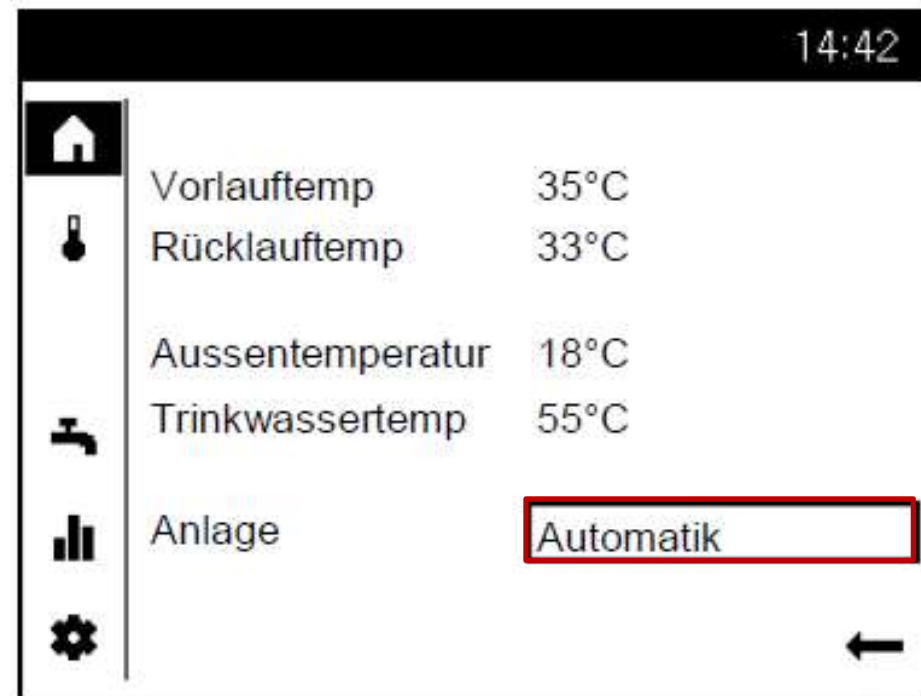 14:42
Vorlauftemp 35°C
Rücklauftemp 33°C
Aussentemperatur 18°C
Trinkwassertemp 55°C
Anlage Automatik